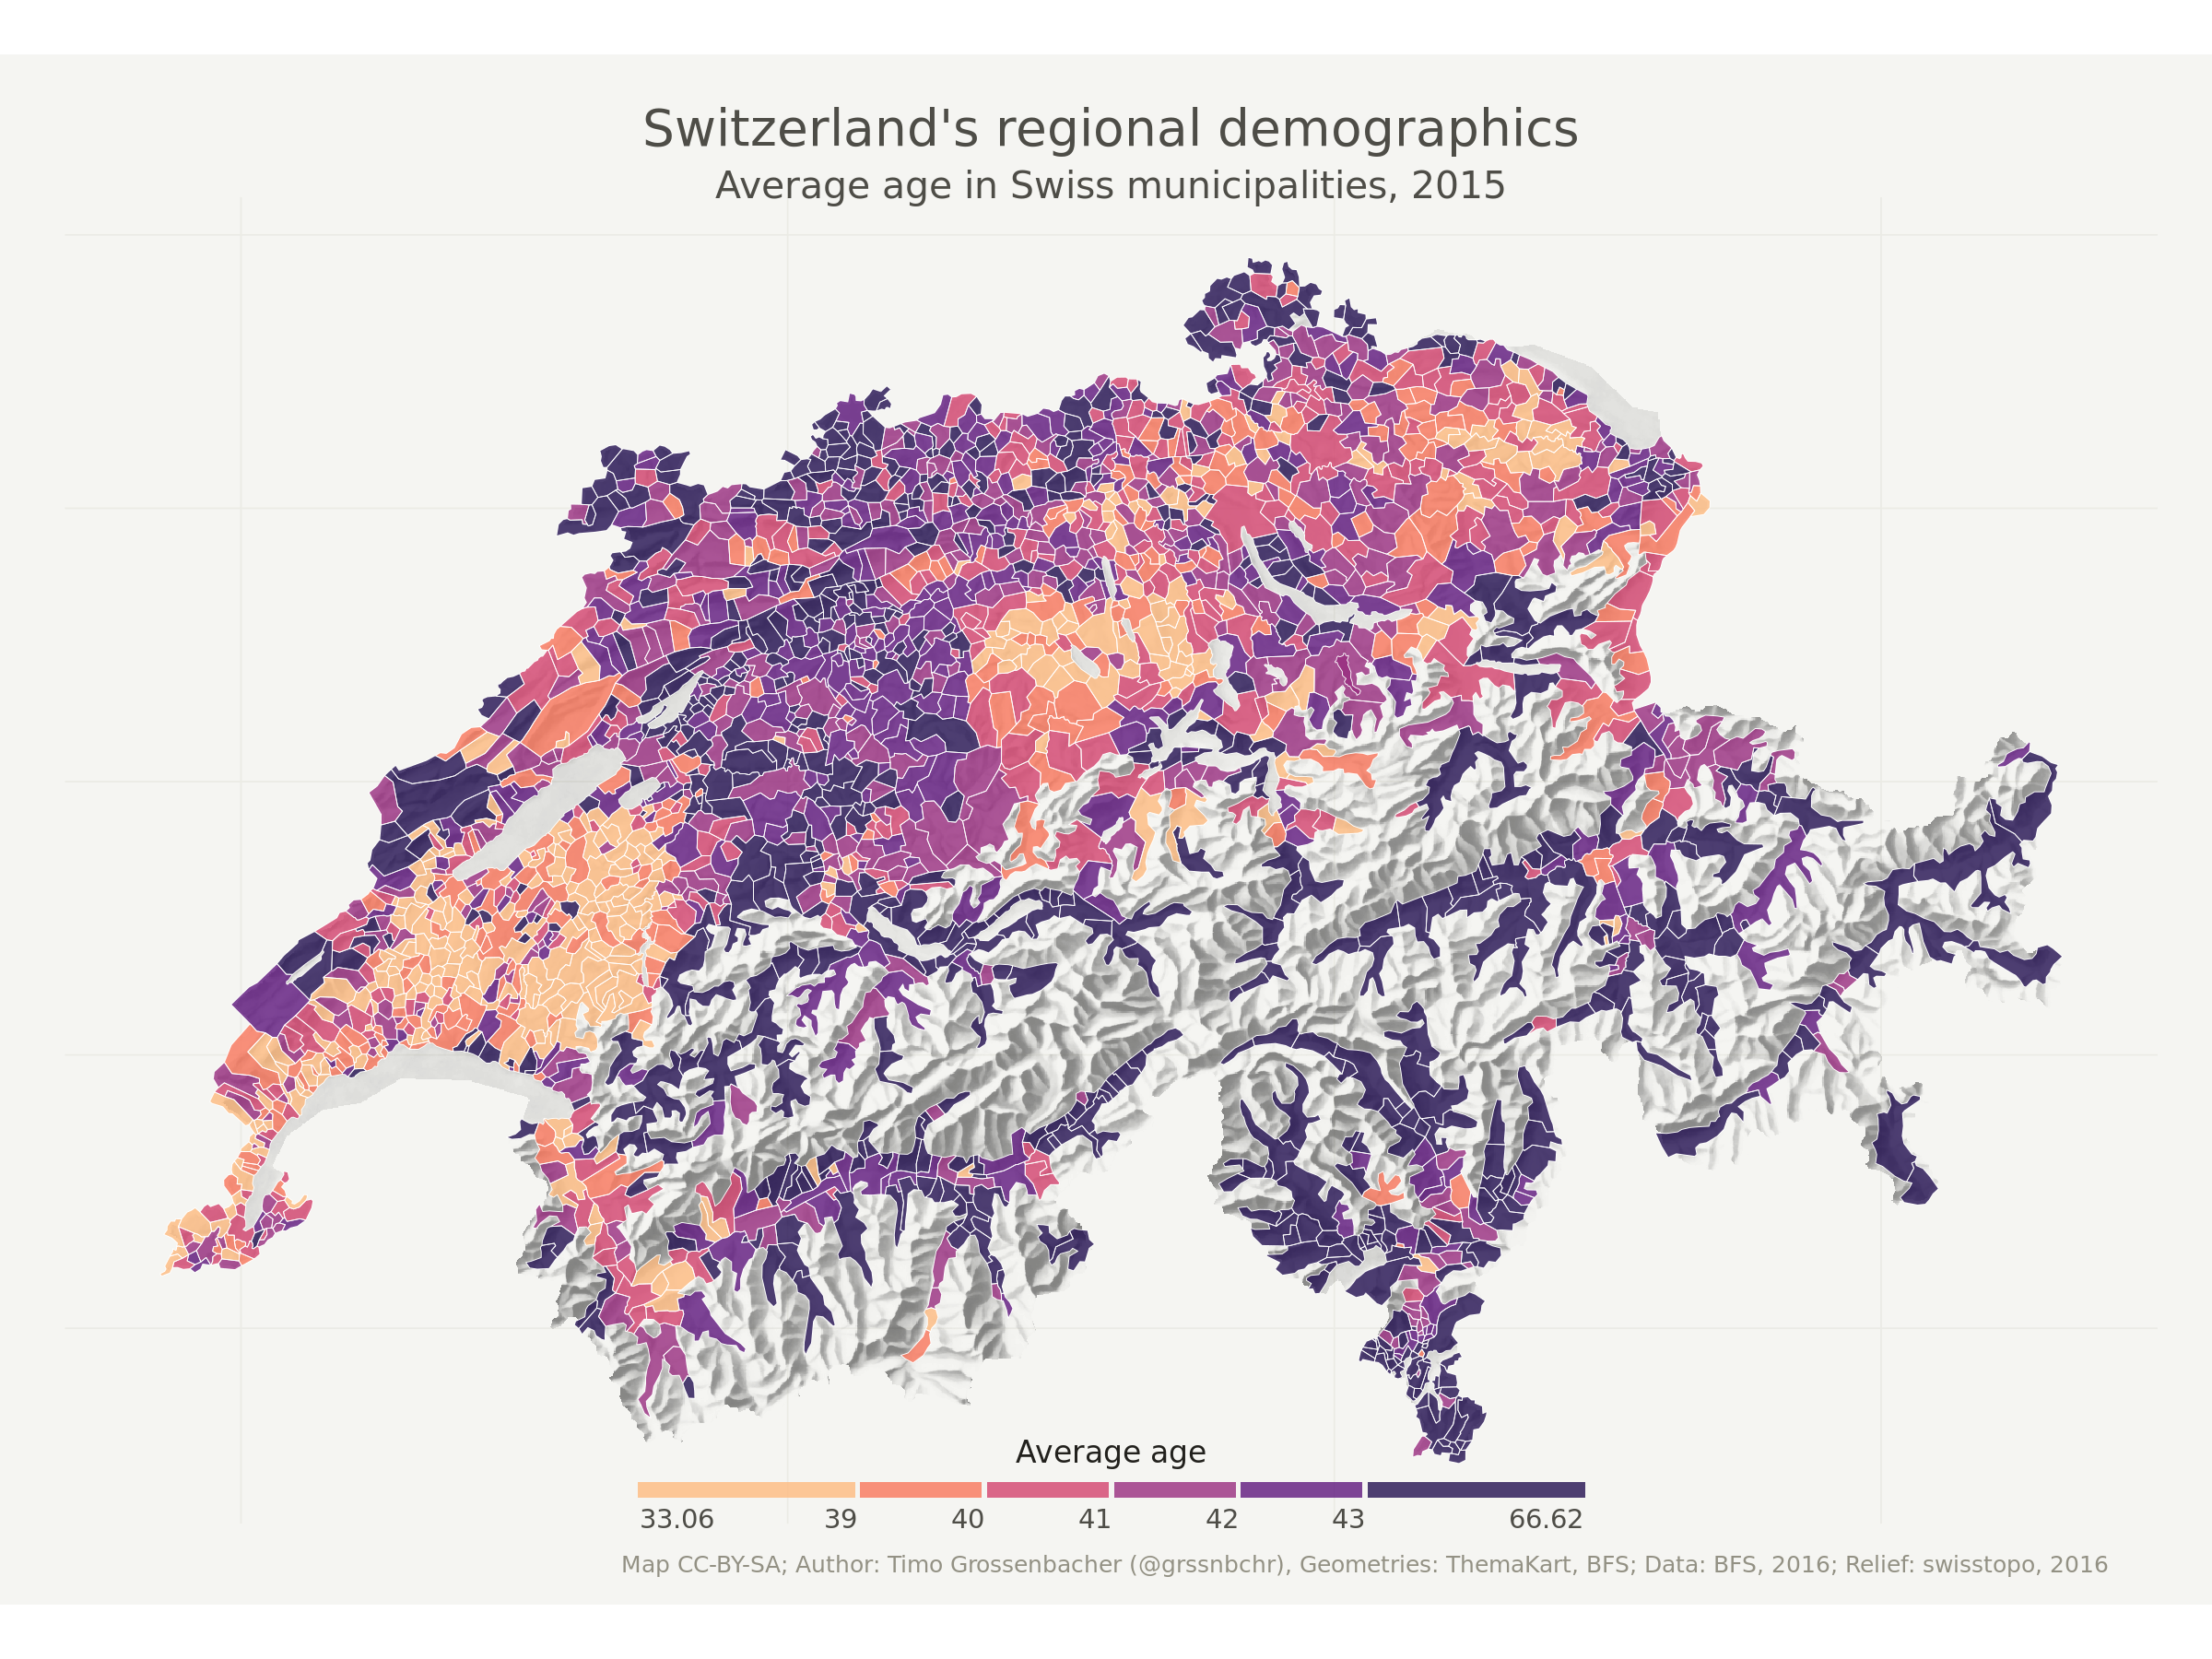 Switzerland's regional demographics
Average age in Swiss municipalities, 2015
Average age
33.06 39 40 41 42 43 66.62
Map CC-BY-SA; Author: Timo Grossenbacher (@grssnbchr), Geometries: ThemaKart, BFS; Data: BFS, 2016; Relief: swisstopo, 2016